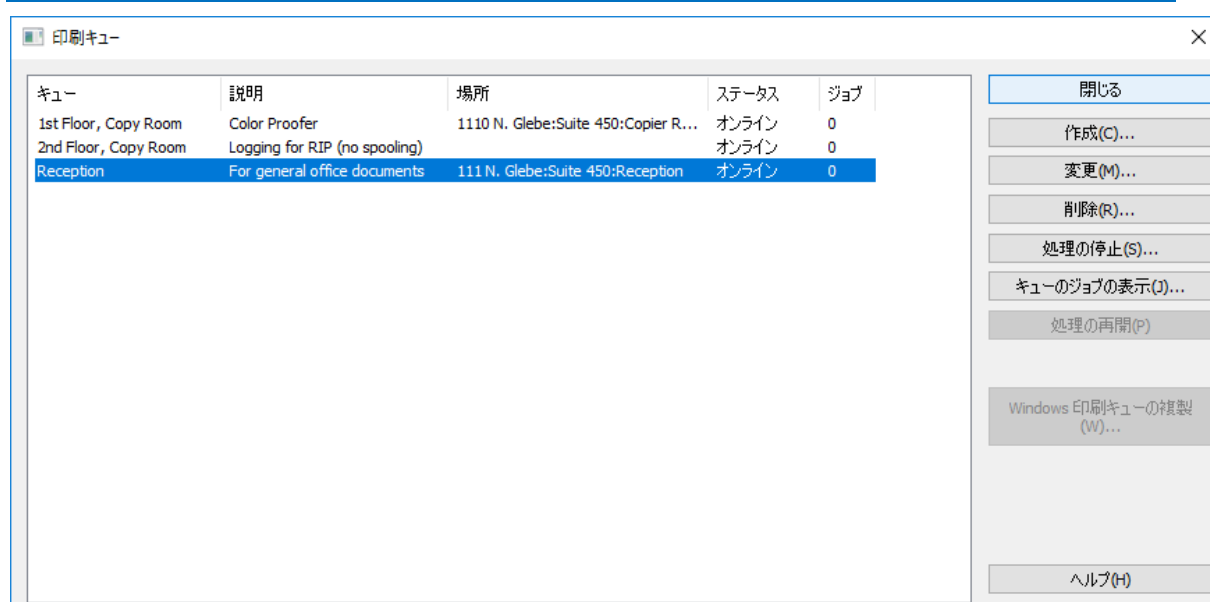 印刷キュー
キュー 説明 場所 ステータス ジョブ
1st Floor, Copy Room Color Proofer 1110 N. Glebe:Suite 450:Copier R... オンライン 0
2nd Floor, Copy Room Logging for RIP (no spooling) オンライン 0
Reception For general office documents 111 N. Glebe:Suite 450:Reception オンライン 0
閉じる
作成(C)...
変更(M)...
削除(R)...
処理の停止(S)...
キューのジョブの表示(J)...
処理の再開(P)
Windows 印刷キューの複製
(W)...
ヘルプ(H)